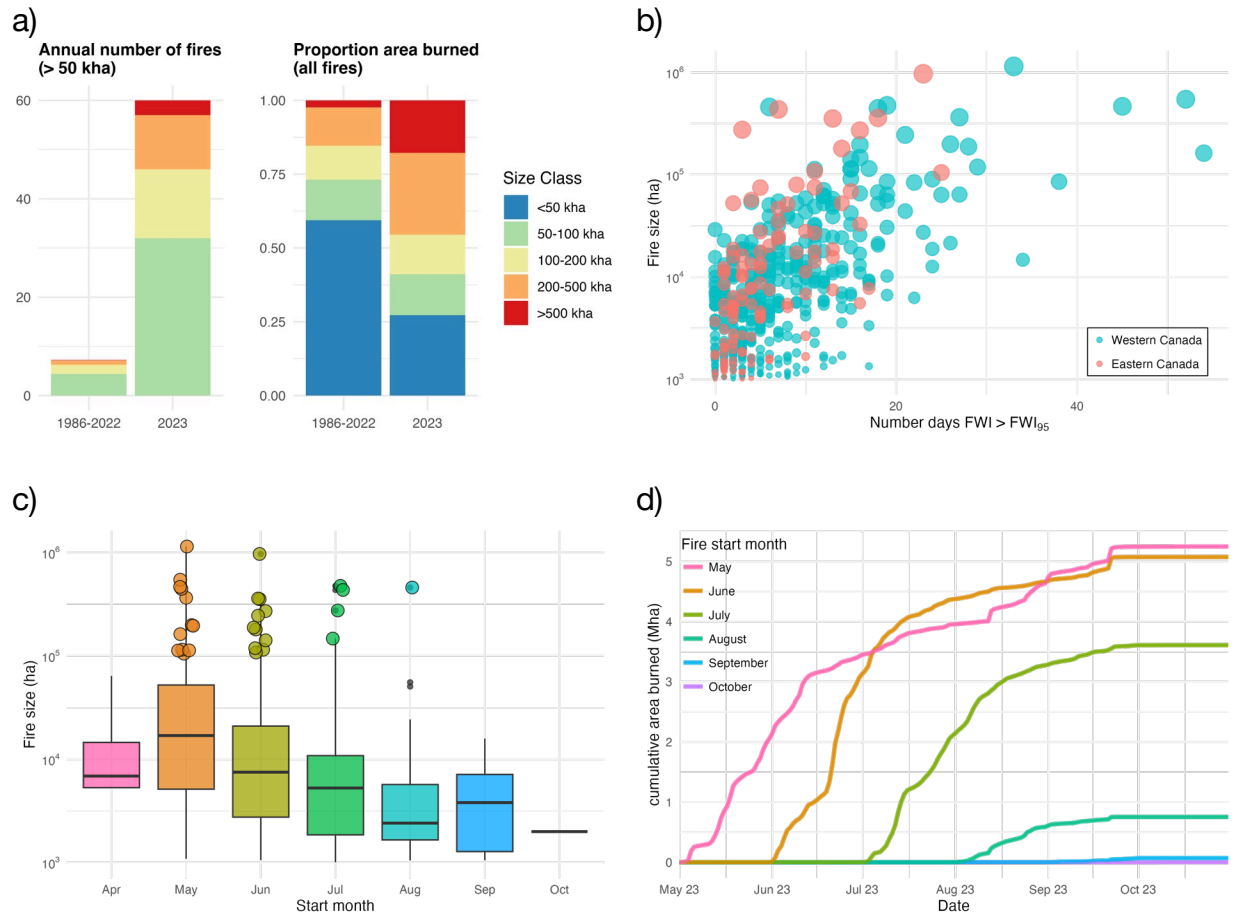 a)
Annual number of fires
(> 50 kha)
Proportion area burned
(all fires)
60
40
20
0
1986-2022
2023
1.00
0.75
0.50
0.25
0.00
1986-2022
2023
Size Class
<50 kha
50-100 kha
100-200 kha
200-500 kha
>500 kha
b)
Fire size (ha)
10⁶
10⁵
10⁴
10³
0
20
40
Number days FWI > FWI₉₅
Western Canada
Eastern Canada
c)
Fire size (ha)
10⁶
10⁵
10⁴
10³
Apr
May
Jun
Jul
Aug
Sep
Oct
Start month
d)
Fire start month
May
June
July
August
September
October
cumulative area burned (Mha)
5
4
3
2
1
0
May 23
Jun 23
Jul 23
Aug 23
Sep 23
Oct 23
Date